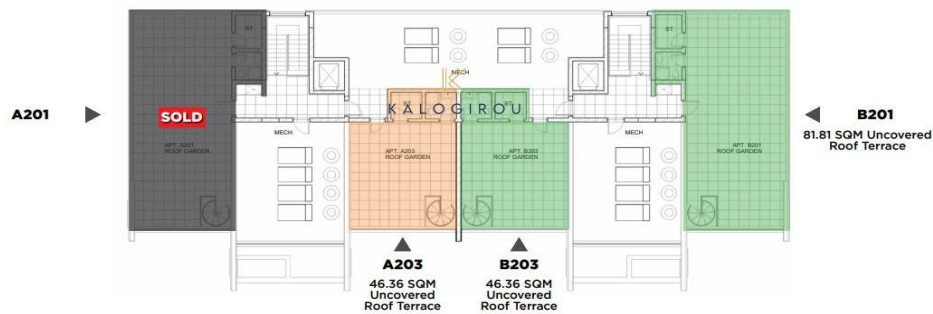 ST.
ST.
MECH
ST.
ST.
KALOGIROU
A201
SOLD
B201
81.81 SQM Uncovered
Roof Terrace
MECH
MECH
APT. A201
ROOF GARDEN
APT. A203
ROOF GARDEN
APT. B203
ROOF GARDEN
APT. B201
ROOF GARDEN
A203
46.36 SQM
Uncovered
Roof Terrace
B203
46.36 SQM
Uncovered
Roof Terrace